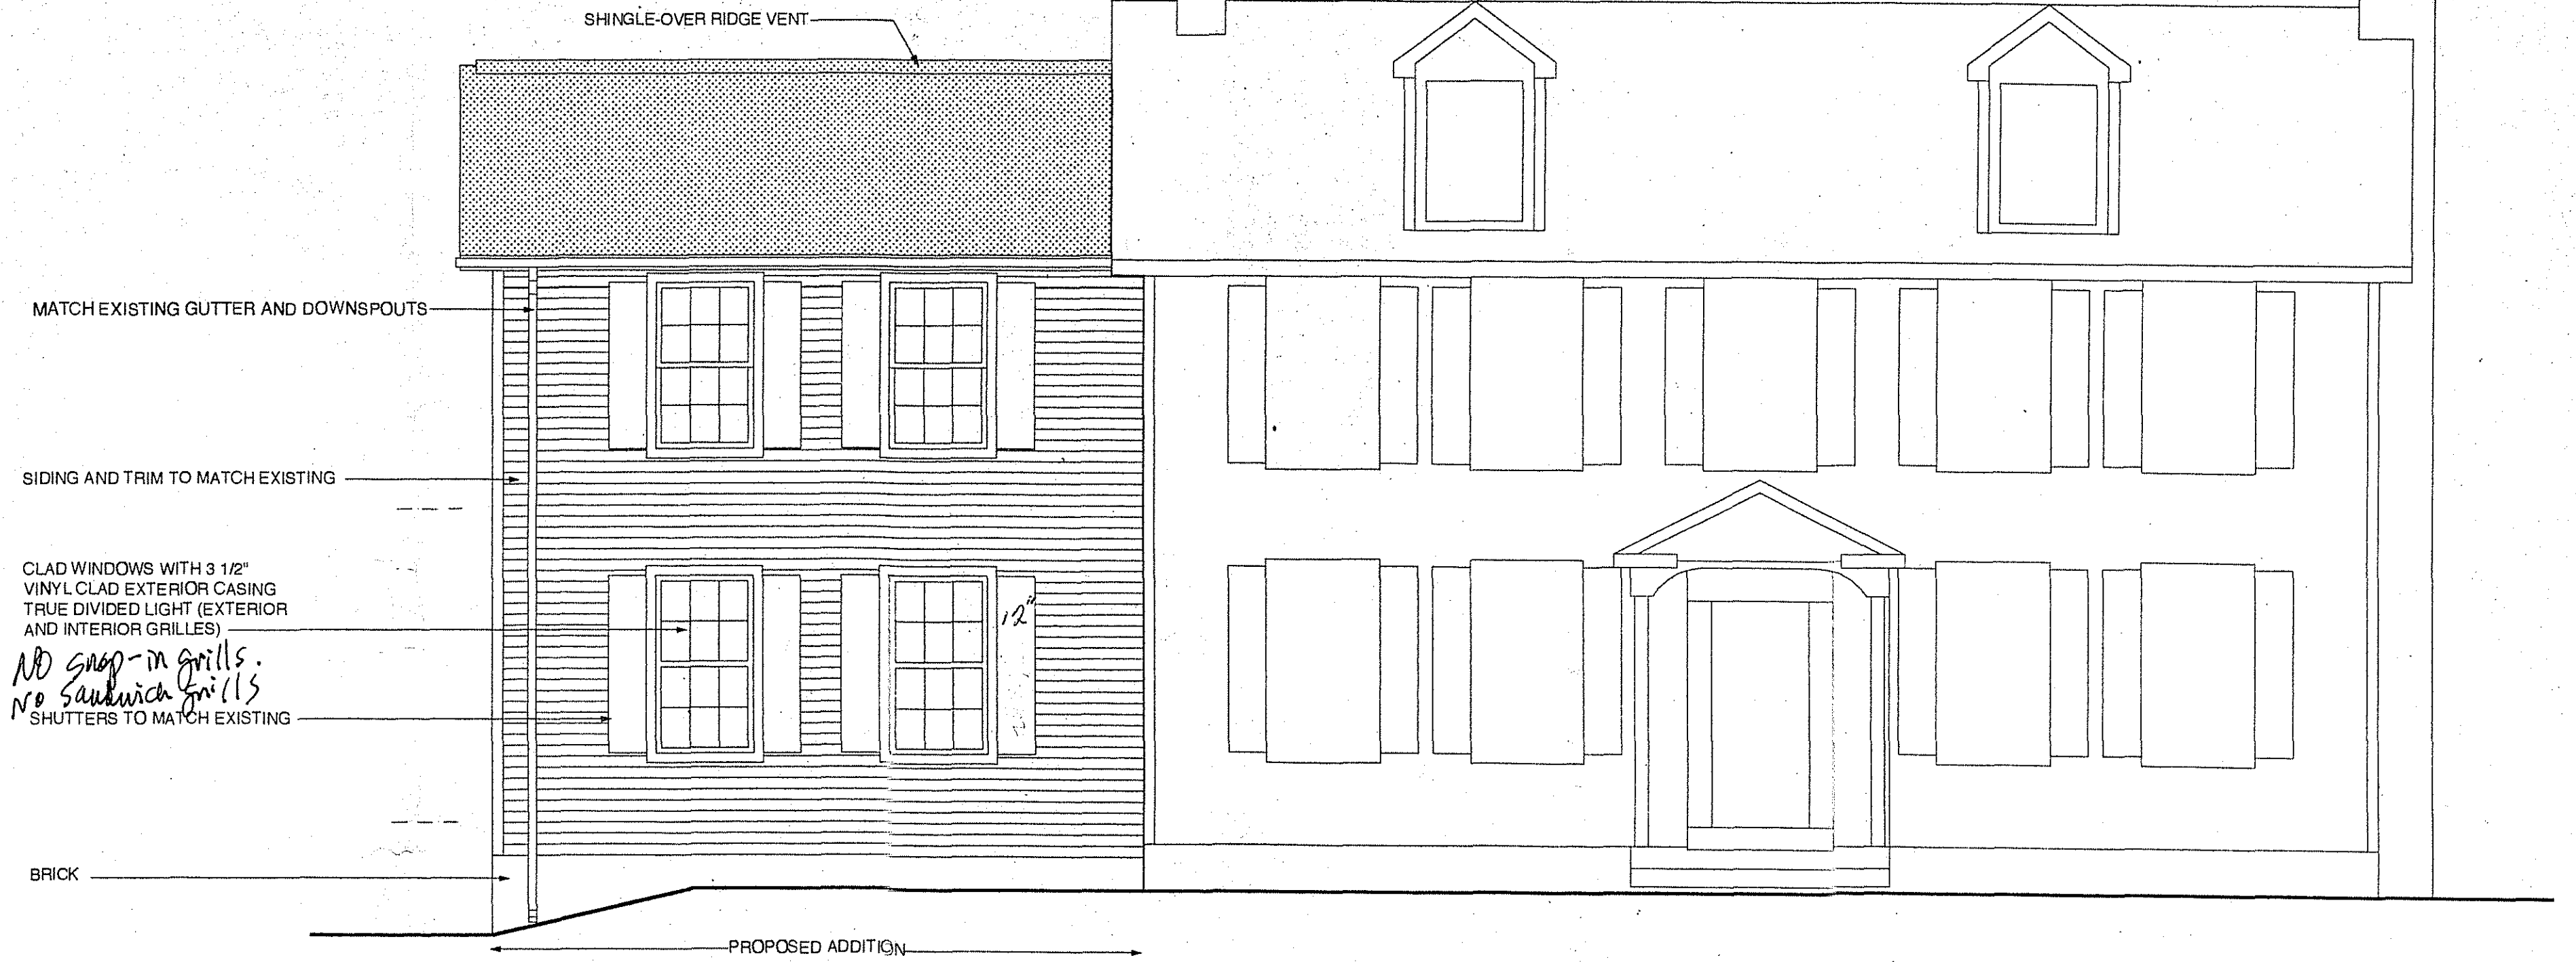 SHINGLE-OVER RIDGE VENT
MATCH EXISTING GUTTER AND DOWNSPOUTS
SIDING AND TRIM TO MATCH EXISTING
CLAD WINDOWS WITH 3 1/2"
VINYL CLAD EXTERIOR CASING
TRUE DIVIDED LIGHT (EXTERIOR
AND INTERIOR GRILLES)
12"
NO snap-in grills.
No Sandwich grills
SHUTTERS TO MATCH EXISTING
BRICK
PROPOSED ADDITION